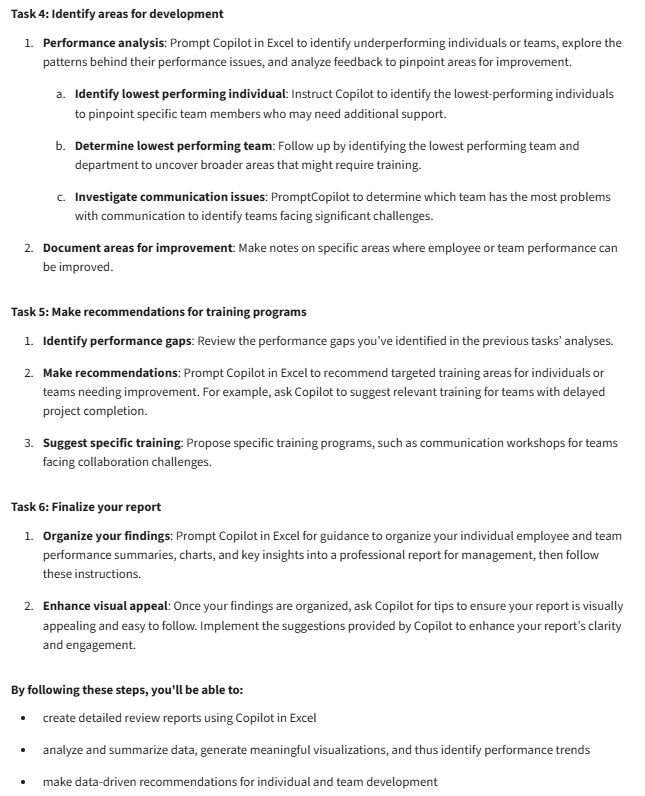 Task 4: Identify areas for development
1. Performance analysis: Prompt Copilot in Excel to identify underperforming individuals or teams, explore the
patterns behind their performance issues, and analyze feedback to pinpoint areas for improvement.
a. Identify lowest performing individual: Instruct Copilot to identify the lowest-performing individuals
to pinpoint specific team members who may need additional support.
b. Determine lowest performing team: Follow up by identifying the lowest performing team and
department to uncover broader areas that might require training.
c. Investigate communication issues: PromptCopilot to determine which team has the most problems
with communication to identify teams facing significant challenges.
2. Document areas for improvement: Make notes on specific areas where employee or team performance can
be improved.
Task 5: Make recommendations for training programs
1. Identify performance gaps: Review the performance gaps you’ve identified in the previous tasks’ analyses.
2. Make recommendations: Prompt Copilot in Excel to recommend targeted training areas for individuals or
teams needing improvement. For example, ask Copilot to suggest relevant training for teams with delayed
project completion.
3. Suggest specific training: Propose specific training programs, such as communication workshops for teams
facing collaboration challenges.
Task 6: Finalize your report
1. Organize your findings: Prompt Copilot in Excel for guidance to organize your individual employee and team
performance summaries, charts, and key insights into a professional report for management, then follow
these instructions.
2. Enhance visual appeal: Once your findings are organized, ask Copilot for tips to ensure your report is visually
appealing and easy to follow. Implement the suggestions provided by Copilot to enhance your report’s clarity
and engagement.
By following these steps, you'll be able to:
• create detailed review reports using Copilot in Excel
• analyze and summarize data, generate meaningful visualizations, and thus identify performance trends
• make data-driven recommendations for individual and team development